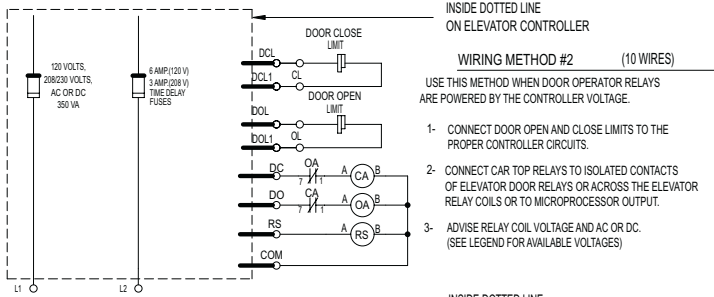 INSIDE DOTTED LINE
ON ELEVATOR CONTROLLER
DOOR CLOSE
LIMIT
DCL
DCL1 CL
DOOR OPEN
LIMIT
DOL
DOL1 OL
DC OA 7 1 A CA B
DO CA 7 1 A OA B
RS A RS B
COM
120 VOLTS,
208/230 VOLTS,
AC OR DC
350 VA
6 AMP.(120 V)
3 AMP.(208 V)
TIME DELAY
FUSES
L1 L2
WIRING METHOD #2 (10 WIRES)
USE THIS METHOD WHEN DOOR OPERATOR RELAYS
ARE POWERED BY THE CONTROLLER VOLTAGE.
1- CONNECT DOOR OPEN AND CLOSE LIMITS TO THE
PROPER CONTROLLER CIRCUITS.
2- CONNECT CAR TOP RELAYS TO ISOLATED CONTACTS
OF ELEVATOR DOOR RELAYS OR ACROSS THE ELEVATOR
RELAY COILS OR TO MICROPROCESSOR OUTPUT.
3- ADVISE RELAY COIL VOLTAGE AND AC OR DC.
(SEE LEGEND FOR AVAILABLE VOLTAGES)
INSIDE DOTTED LINE